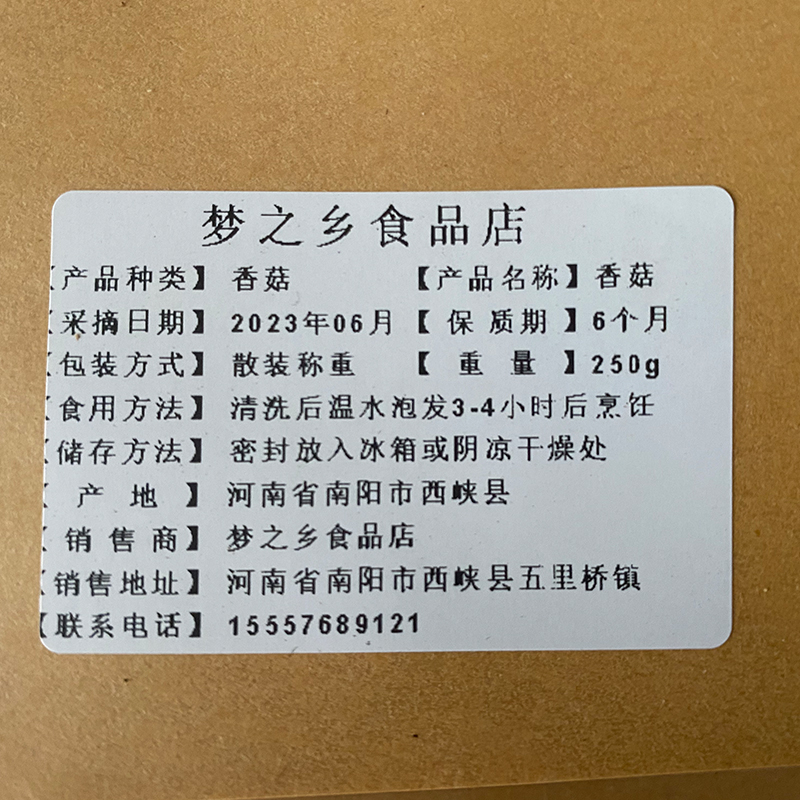 梦之乡食品店
【产品种类】 香菇 【产品名称】香菇
【采摘日期】 2023年06月 【 保 质 期 】6个月
【包装方式】 散装称重 【 重 量 】250g
【食用方法】 清洗后温水泡发3-4小时后烹饪
【储存方法】 密封放入冰箱或阴凉干燥处
【 产 地 】 河南省南阳市西峡县
【 销 售 商】 梦之乡食品店
【销售地址】 河南省南阳市西峡县五里桥镇
【联系电话】 15557689121